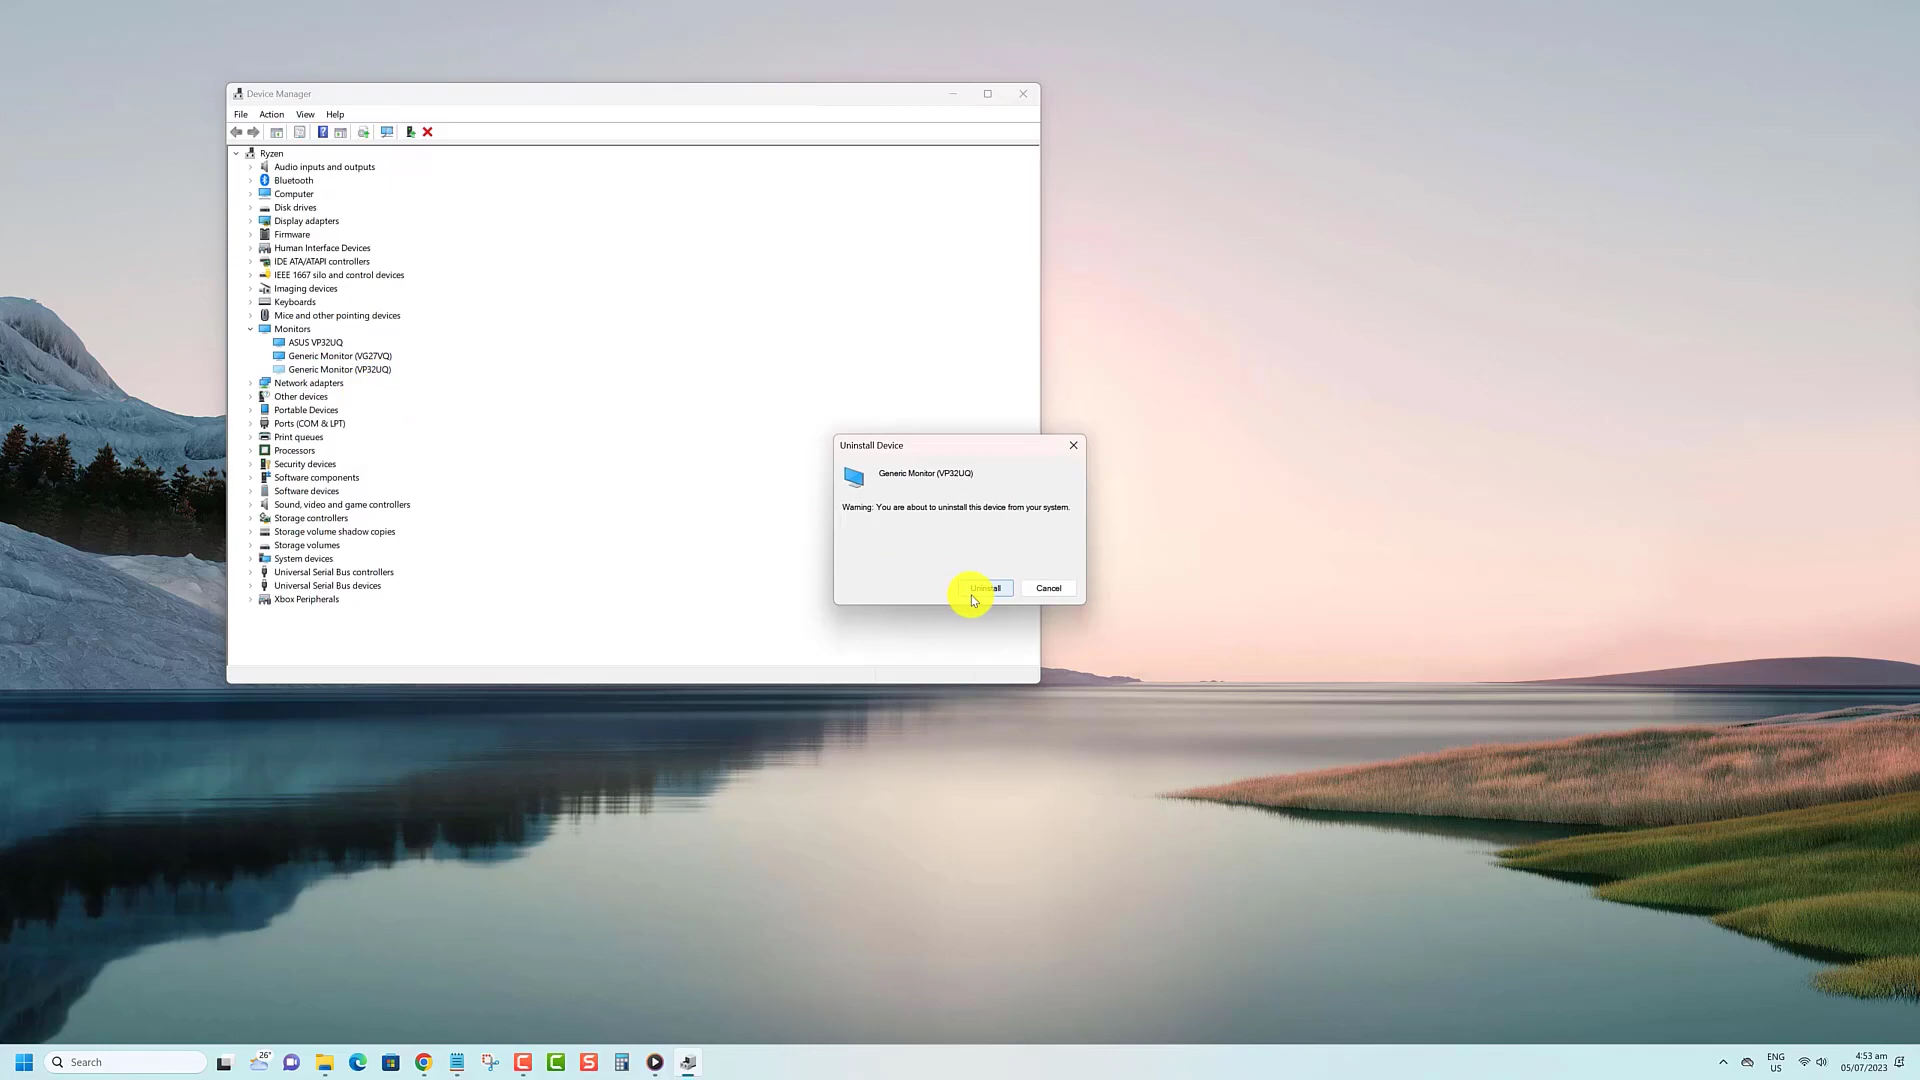 Device Manager
File Action View Help
Ryzen
Audio inputs and outputs
Bluetooth
Computer
Disk drives
Display adapters
Firmware
Human Interface Devices
IDE ATA/ATAPI controllers
IEEE 1667 silo and control devices
Imaging devices
Keyboards
Mice and other pointing devices
Monitors
ASUS VP32UQ
Generic Monitor (VG27VQ)
Generic Monitor (VP32UQ)
Network adapters
Other devices
Portable Devices
Ports (COM & LPT)
Print queues
Processors
Security devices
Software components
Software devices
Sound, video and game controllers
Storage controllers
Storage volume shadow copies
Storage volumes
System devices
Universal Serial Bus controllers
Universal Serial Bus devices
Xbox Peripherals
Uninstall Device
Generic Monitor (VP32UQ)
Warning: You are about to uninstall this device from your system.
Uninstall Cancel
Search
26°
ENG
US
4:53 am
05/07/2023